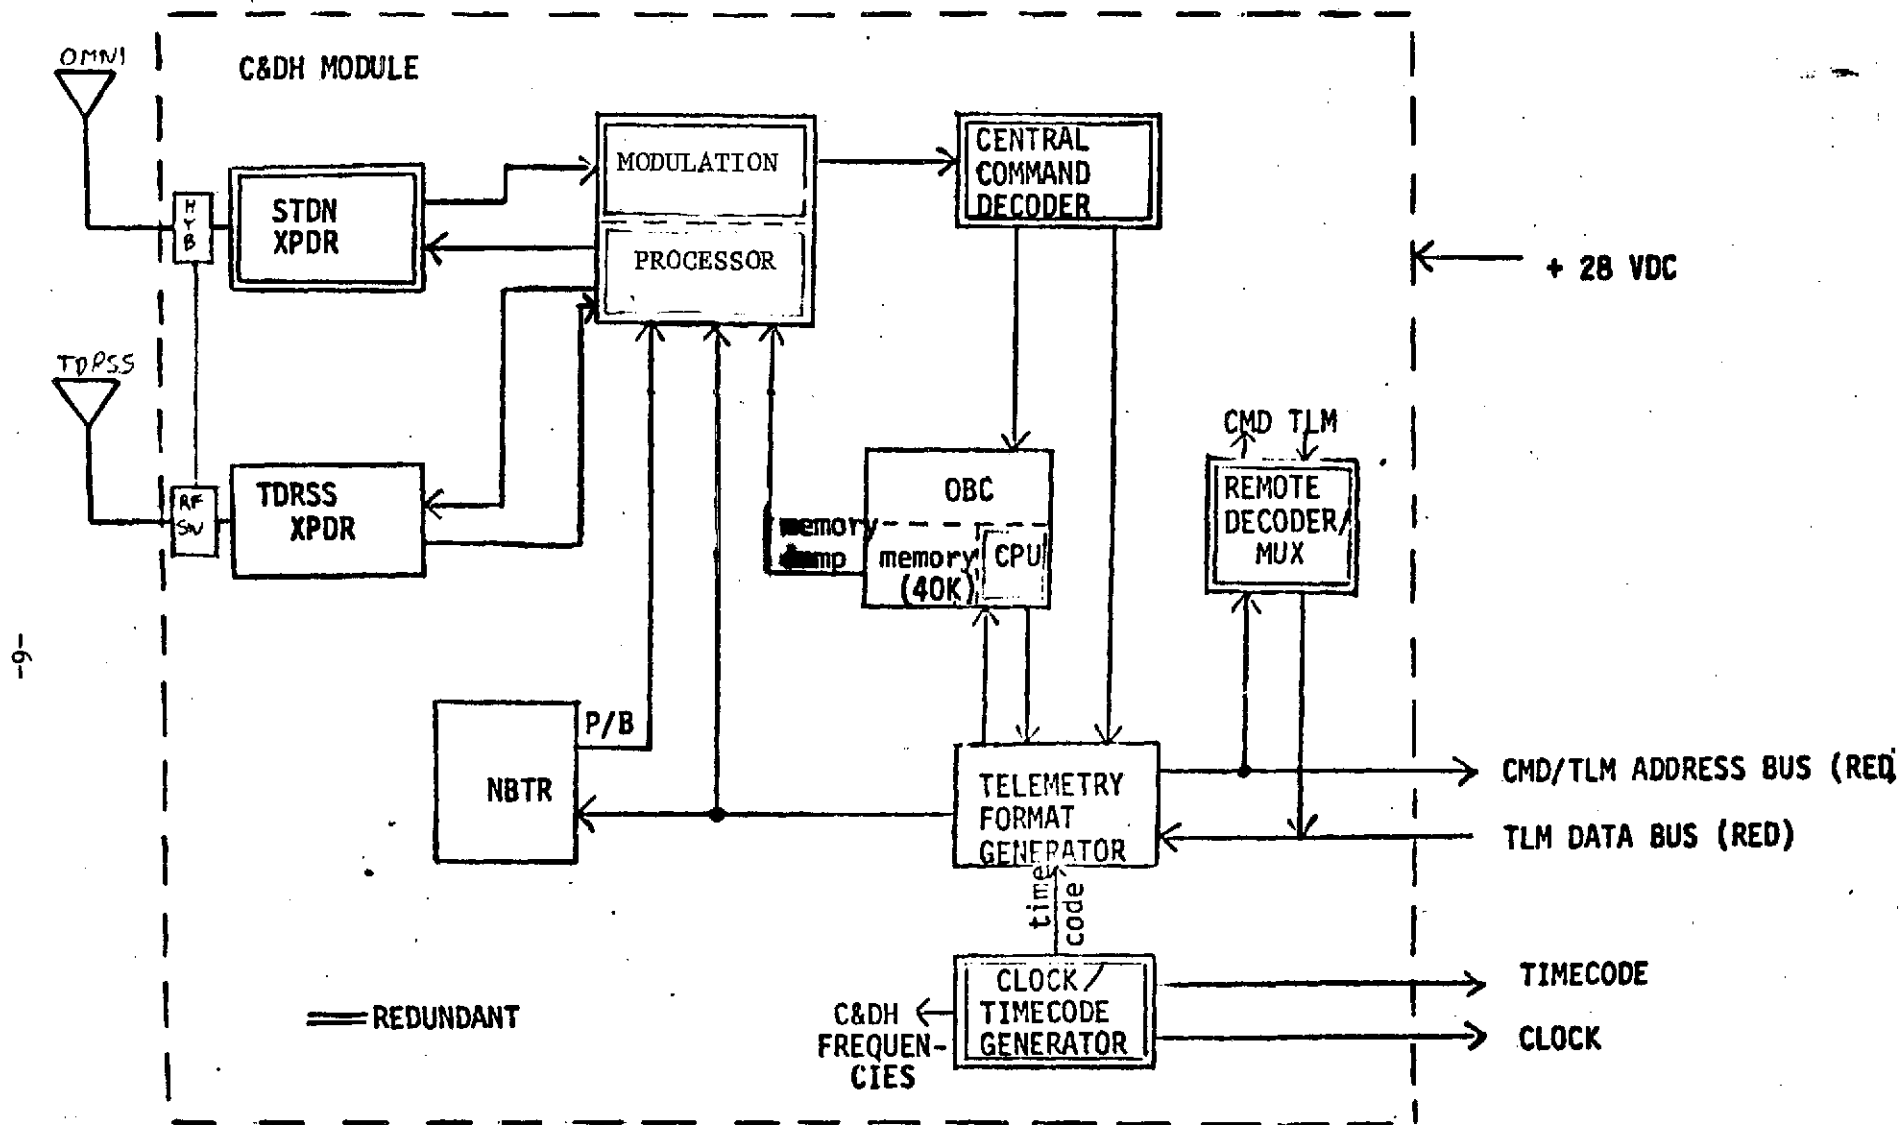 OMNI
C&DH MODULE
MODULATION
PROCESSOR
CENTRAL
COMMAND
DECODER
H
Y
B
STDN
XPDR
+ 28 VDC
TDRSS
RF
SW
TDRSS
XPDR
OBC
memory
dump
memory
(40K)
CPU
CMD TLM
REMOTE
DECODER/
MUX
-9-
P/B
NBTR
TELEMETRY
FORMAT
GENERATOR
CMD/TLM ADDRESS BUS (RED)
TLM DATA BUS (RED)
time
code
CLOCK/
TIMECODE
GENERATOR
C&DH
FREQUEN-
CIES
TIMECODE
CLOCK
REDUNDANT